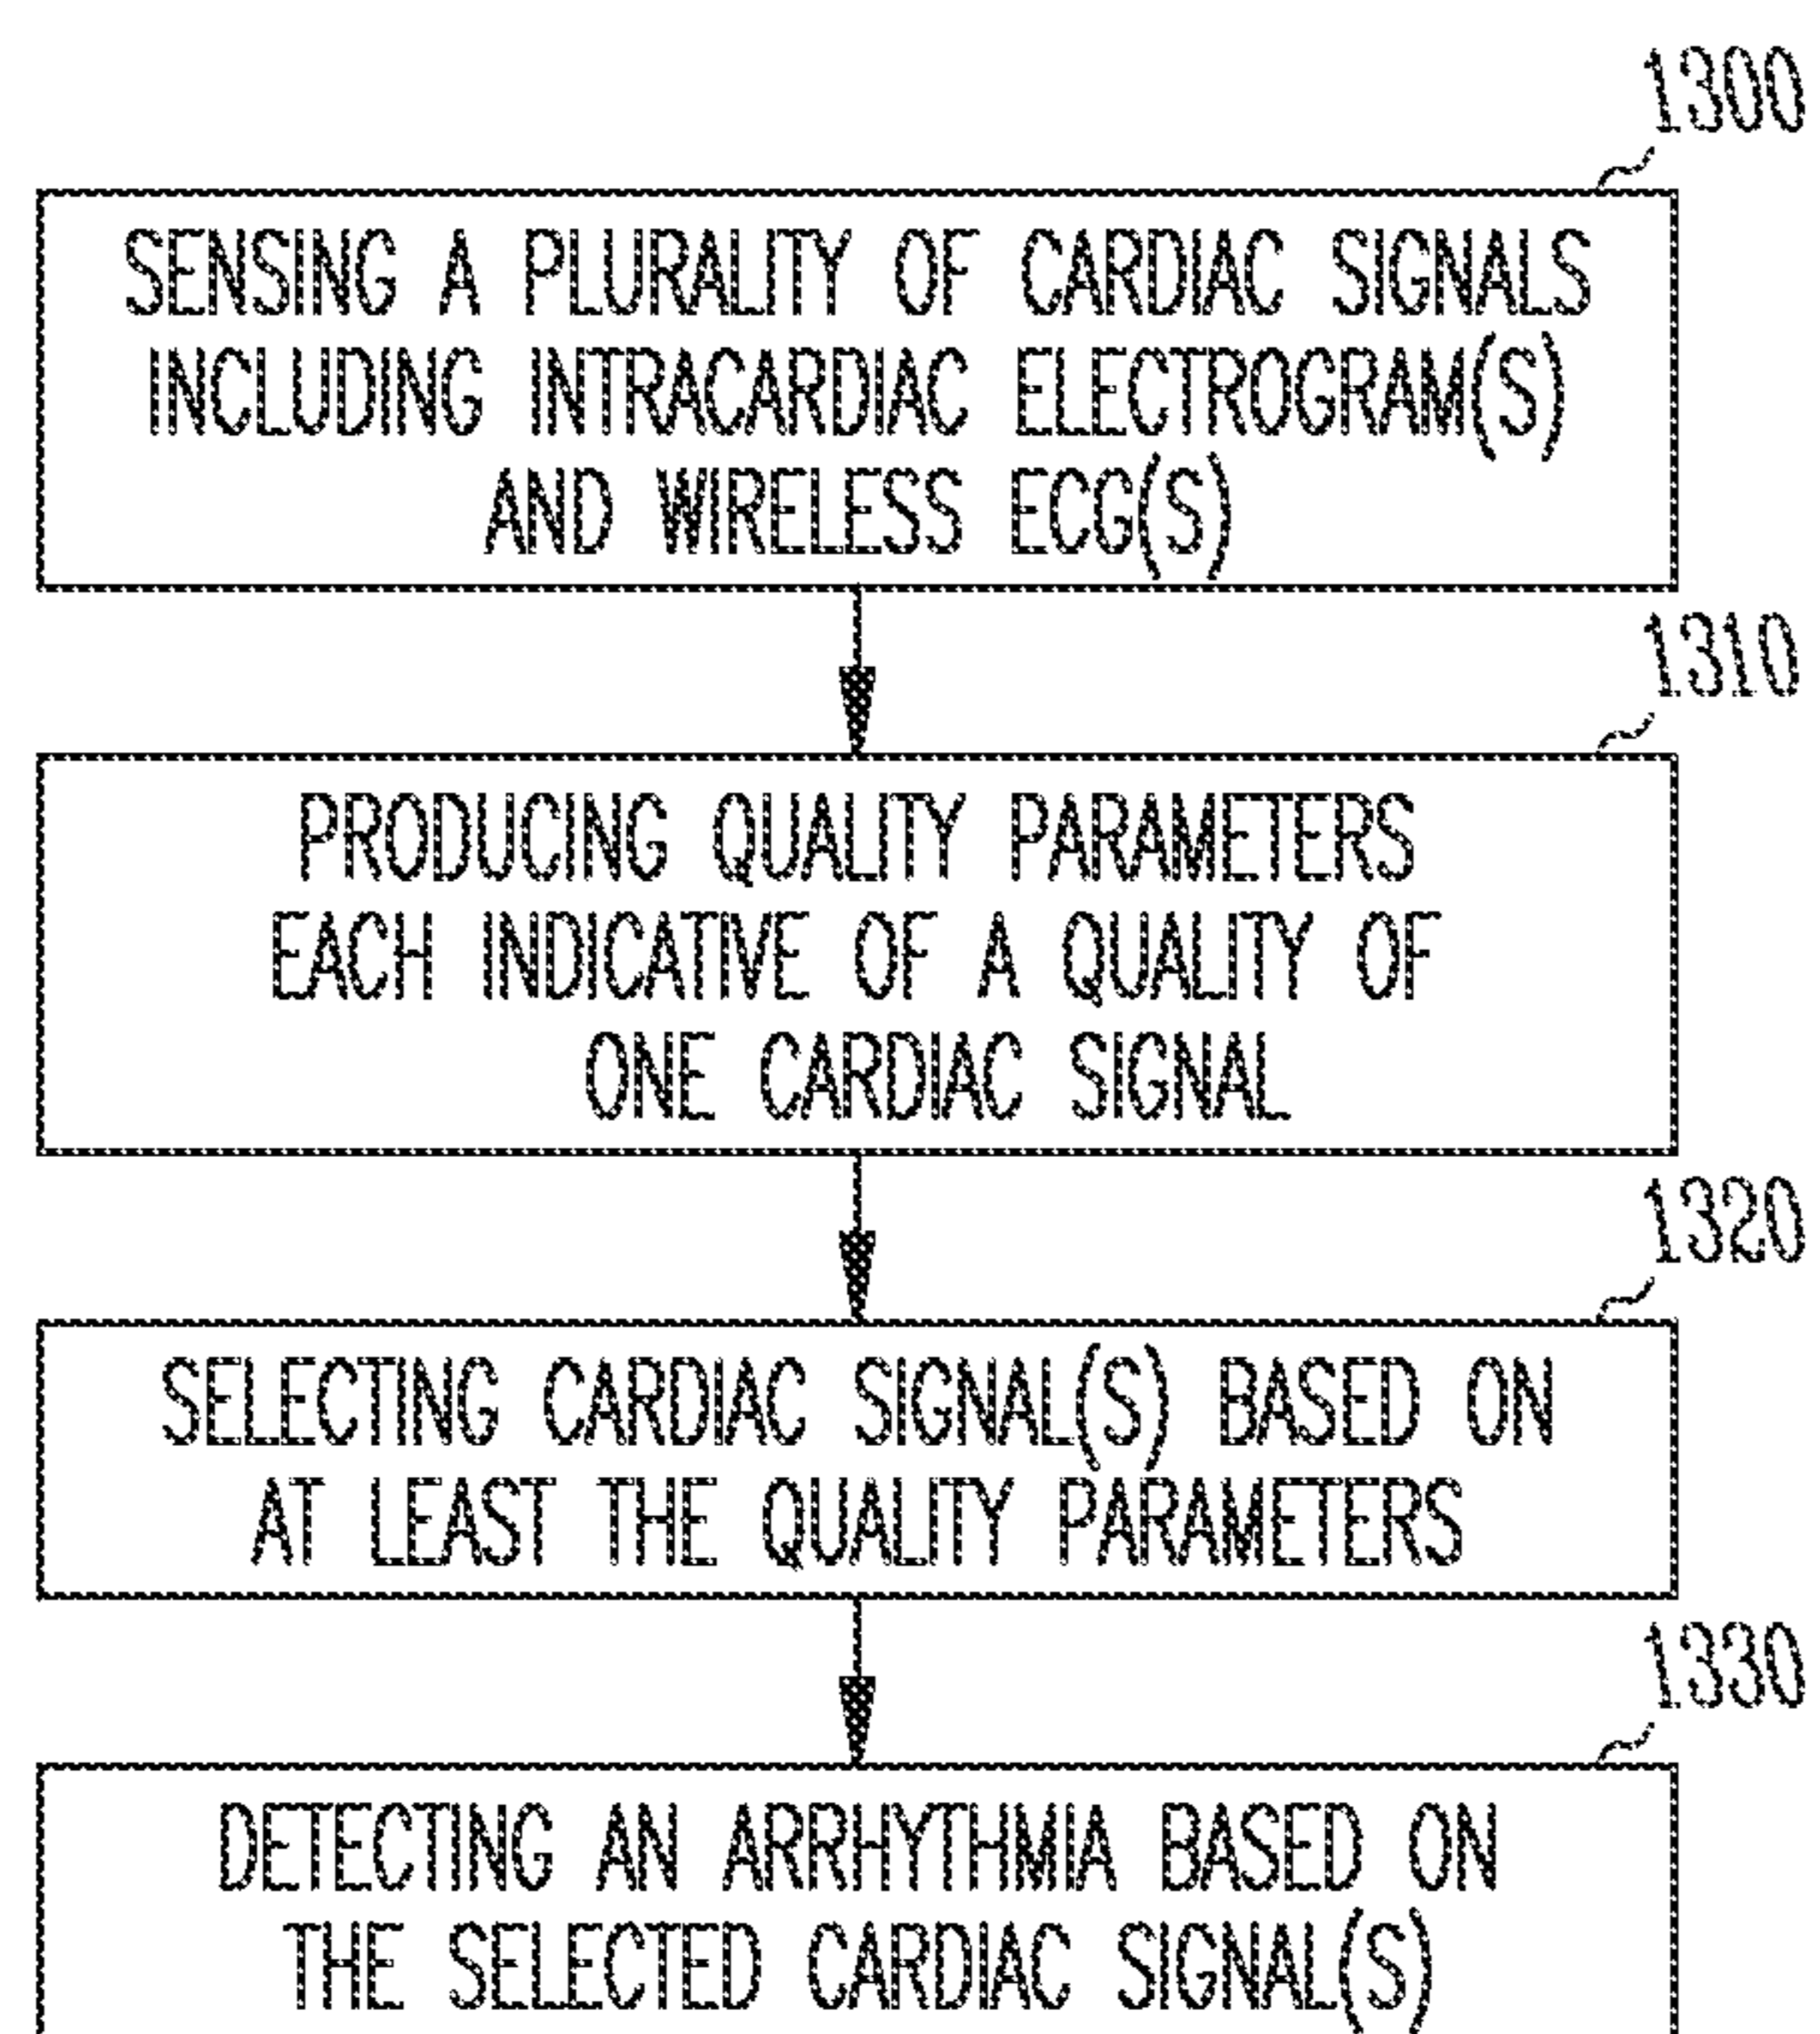 1300
SENSING A PLURALITY OF CARDIAC SIGNALS
INCLUDING INTRACARDIAC ELECTROGRAM(S)
AND WIRELESS ECG(S)
1310
PRODUCING QUALITY PARAMETERS
EACH INDICATIVE OF A QUALITY OF
ONE CARDIAC SIGNAL
1320
SELECTING CARDIAC SIGNAL(S) BASED ON
AT LEAST THE QUALITY PARAMETERS
1330
DETECTING AN ARRHYTHMIA BASED ON
THE SELECTED CARDIAC SIGNAL(S)